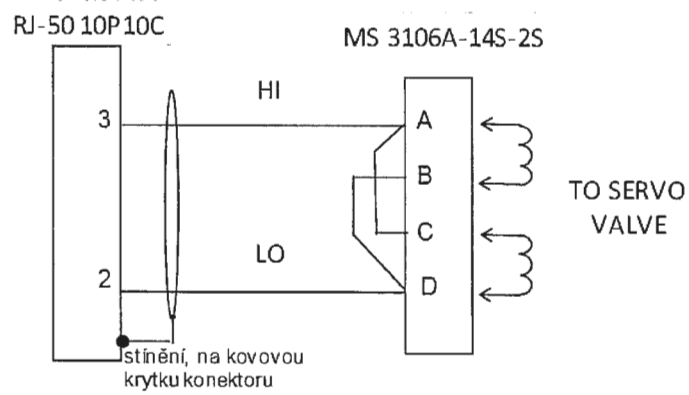 RJ-50 10P10C
MS 3106A-14S-2S
HI
3
A
B
C
LO
2
D
TO SERVO
VALVE
stínění, na kovovou
krytku konektoru